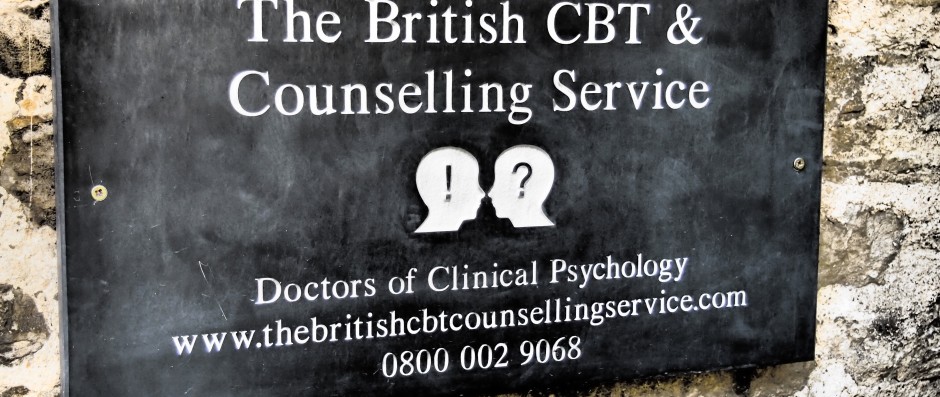 The British CBT &
Counselling Service
! ?
Doctors of Clinical Psychology
www.thebritishcbtcounsellingservice.com
0800 002 9068